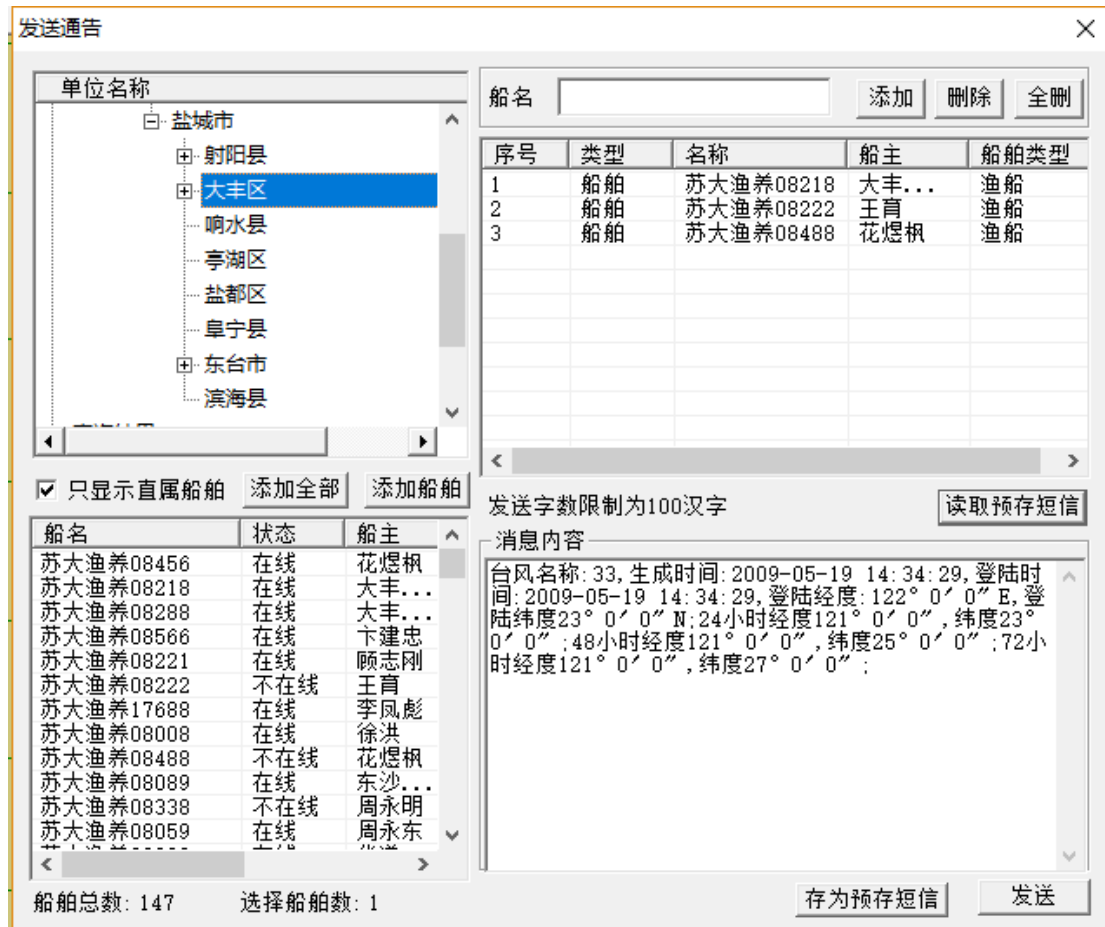 发送通告
单位名称
盐城市
射阳县
大丰区
响水县
亭湖区
盐都区
阜宁县
东台市
滨海县
只显示直属船舶 添加全部 添加船舶
船名 状态 船主
苏大渔养08456 在线 花煜枫
苏大渔养08218 在线 大丰...
苏大渔养08288 在线 大丰...
苏大渔养08566 在线 卞建忠
苏大渔养08221 在线 顾志刚
苏大渔养08222 不在线 王育
苏大渔养17688 在线 李凤彪
苏大渔养08008 在线 徐洪
苏大渔养08488 不在线 花煜枫
苏大渔养08089 在线 东沙...
苏大渔养08338 不在线 周永明
苏大渔养08059 在线 周永东
船舶总数: 147 选择船舶数: 1
船名 添加 删除 全删
序号 类型 名称 船主 船舶类型
1 船舶 苏大渔养08218 大丰... 渔船
2 船舶 苏大渔养08222 王育 渔船
3 船舶 苏大渔养08488 花煜枫 渔船
发送字数限制为100汉字 读取预存短信
消息内容
台风名称:33,生成时间:2009-05-19 14:34:29,登陆时
间:2009-05-19 14:34:29,登陆经度:122° 0′ 0″ E,登
陆纬度23° 0′ 0″ N;24小时经度121° 0′ 0″,纬度23°
0′ 0″;48小时经度121° 0′ 0″,纬度25° 0′ 0″;72小
时经度121° 0′ 0″,纬度27° 0′ 0″;
存为预存短信 发送